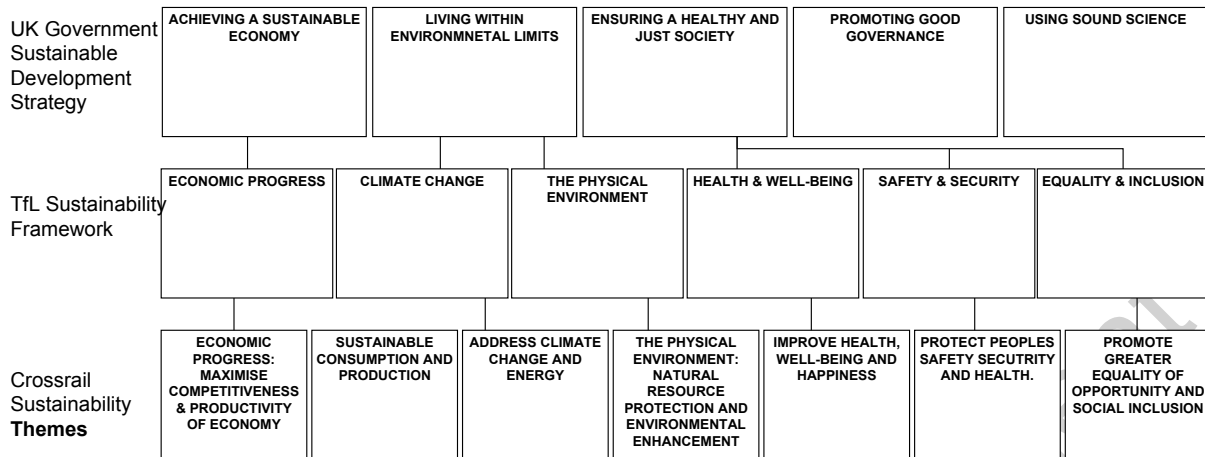 UK Government
Sustainable
Development
Strategy
ACHIEVING A SUSTAINABLE
ECONOMY
LIVING WITHIN
ENVIRONMNETAL LIMITS
ENSURING A HEALTHY AND
JUST SOCIETY
PROMOTING GOOD
GOVERNANCE
USING SOUND SCIENCE
TfL Sustainability
Framework
ECONOMIC PROGRESS
CLIMATE CHANGE
THE PHYSICAL
ENVIRONMENT
HEALTH & WELL-BEING
SAFETY & SECURITY
EQUALITY & INCLUSION
Crossrail
Sustainability
Themes
ECONOMIC
PROGRESS:
MAXIMISE
COMPETITIVENESS
& PRODUCTIVITY
OF ECONOMY
SUSTAINABLE
CONSUMPTION AND
PRODUCTION
ADDRESS CLIMATE
CHANGE AND
ENERGY
THE PHYSICAL
ENVIRONMENT:
NATURAL
RESOURCE
PROTECTION AND
ENVIRONMENTAL
ENHANCEMENT
IMPROVE HEALTH,
WELL-BEING AND
HAPPINESS
PROTECT PEOPLES
SAFETY SECUTRITY
AND HEALTH.
PROMOTE
GREATER
EQUALITY OF
OPPORTUNITY AND
SOCIAL INCLUSION